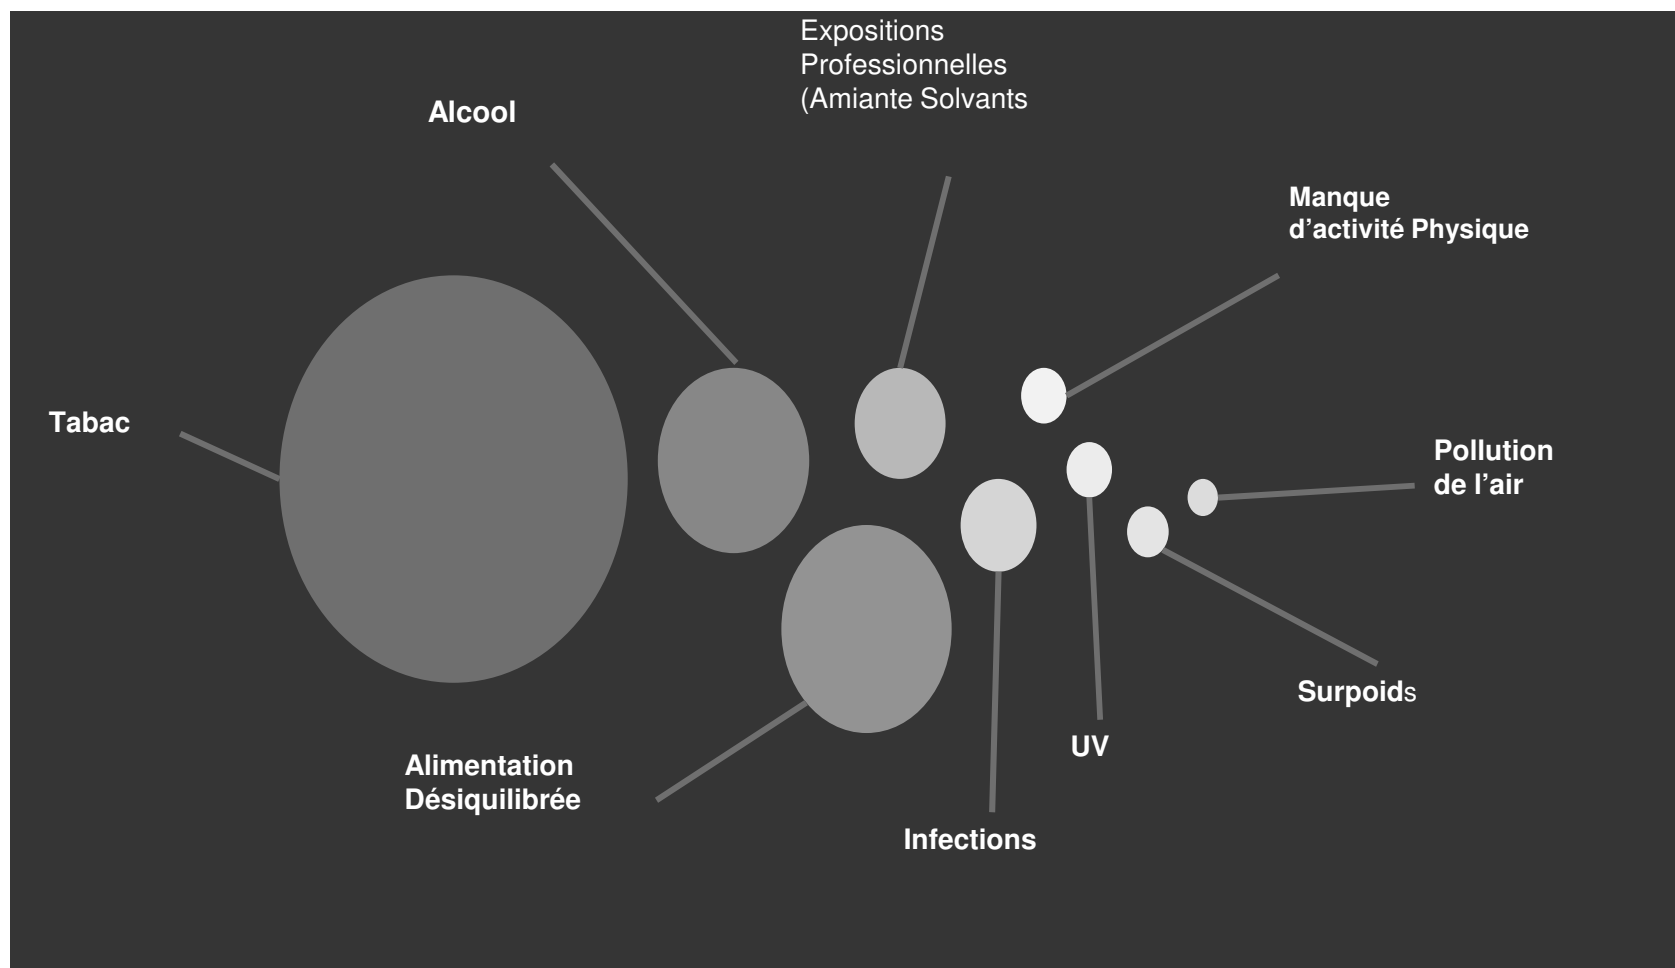 Expositions
Professionnelles
(Amiante Solvants
Alcool
Manque
d’activité Physique
Tabac
Pollution
de l’air
Surpoids
UV
Alimentation
Désiquilibrée
Infections